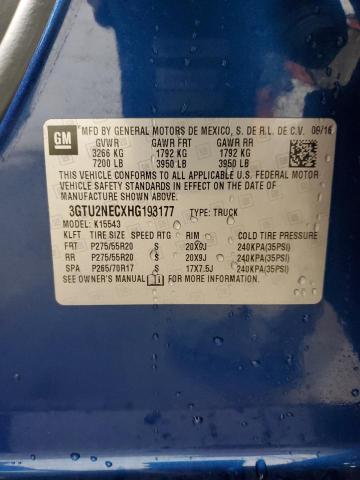 GM
MFD BY GENERAL MOTORS DE MEXICO, S. DE R.L. DE C.V. 09/16
GVWR GAWR FRT GAWR RR
3266 KG 1792 KG 1792 KG
7200 LB 3950 LB 3950 LB
THIS VEHICLE CONFORMS TO ALL APPLICABLE U.S. FEDERAL
MOTOR VEHICLE SAFETY STANDARDS IN EFFECT ON THE DATE OF
MANUFACTURE SHOWN ABOVE.
3GTU2NECXHG193177 TYPE: TRUCK
MODEL: K15543
KLIFT TIRE SIZE SPEED RTG RIM COLD TIRE PRESSURE
FRT P275/55R20 S 20X9J 240KPA(35PSI)
RR P275/55R20 S 20X9J 240KPA(35PSI)
SPA P265/70R17 S 17X7.5J 240KPA(35PSI)
SEE OWNER'S MANUAL FOR MORE INFORMATION.